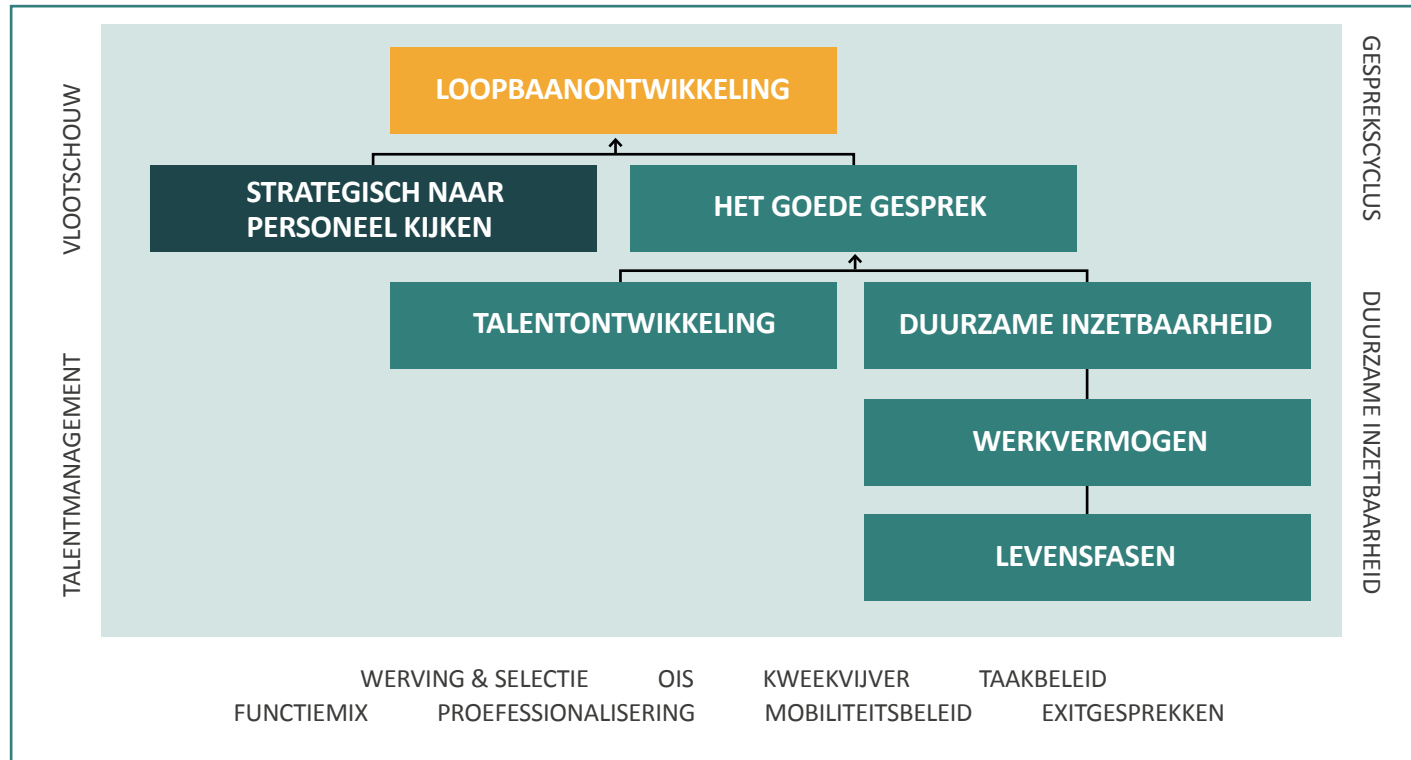 LOOPBAANONTWIKKELING
STRATEGISCH NAAR
PERSONEEL KIJKEN
HET GOEDE GESPREK
TALENTONTWIKKELING
DUURZAME INZETBAARHEID
WERKVERMOGEN
LEVENSFASEN
VLOOTSCHOUW
TALENTMANAGEMENT
GESPREKSCYCLUS
DUURZAME INZETBAARHEID
WERVING & SELECTIE OIS KWEEKVIJVER TAAKBELEID
FUNCTIEMIX PROEFESSIONALISERING MOBILITEITSBELEID EXITGESPREKKEN